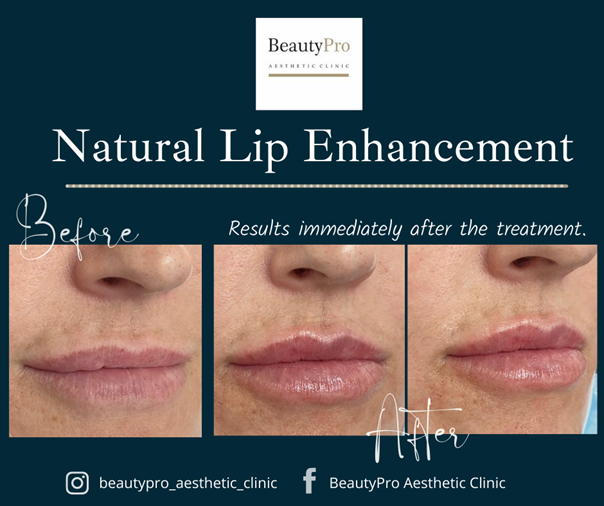 BeautyPro
AESTHETIC CLINIC
Natural Lip Enhancement
Before
Results immediately after the treatment.
After
beautypro_aesthetic_clinic
BeautyPro Aesthetic Clinic